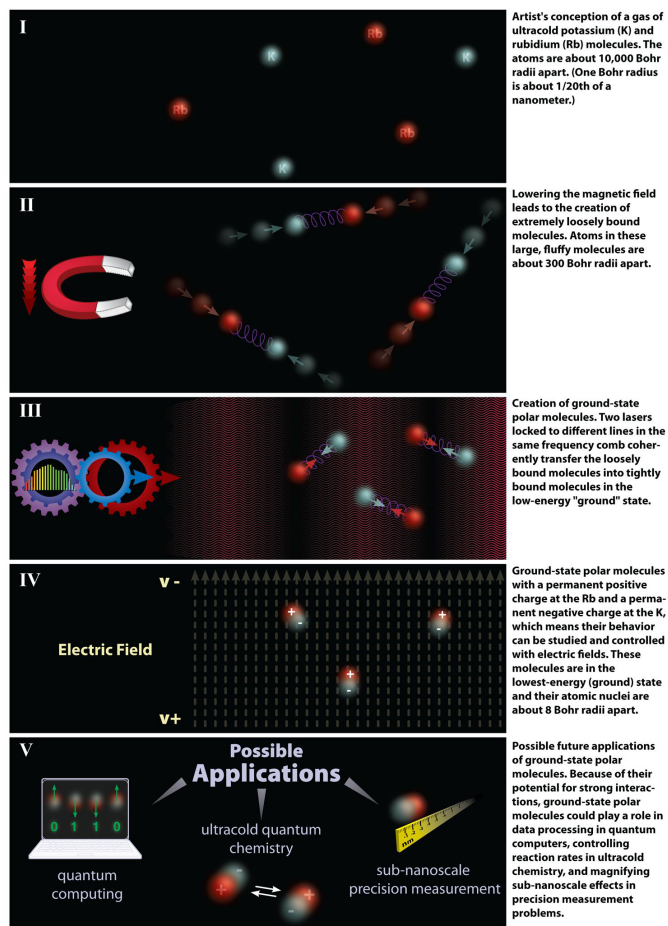 I
Rb
K
K
Rb
Rb
K
Artist's conception of a gas of
ultracold potassium (K) and
rubidium (Rb) molecules. The
atoms are about 10,000 Bohr
radii apart. (One Bohr radius
is about 1/20th of a
nanometer.)
II
Lowering the magnetic field
leads to the creation of
extremely loosely bound
molecules. Atoms in these
large, fluffy molecules are
about 300 Bohr radii apart.
III
Creation of ground-state
polar molecules. Two lasers
locked to different lines in the
same frequency comb coher-
ently transfer the loosely
bound molecules into tightly
bound molecules in the
low-energy "ground" state.
IV
v -
Electric Field
v+
+
-
+
-
+
-
Ground-state polar molecules
with a permanent positive
charge at the Rb and a perma-
nent negative charge at the K,
which means their behavior
can be studied and controlled
with electric fields. These
molecules are in the
lowest-energy (ground) state
and their atomic nuclei are
about 8 Bohr radii apart.
V
Possible
Applications
0 1 1 0
quantum
computing
ultracold quantum
chemistry
+
-
+
-
nm
sub-nanoscale
precision measurement
Possible future applications
of ground-state polar
molecules. Because of their
potential for strong interac-
tions, ground-state polar
molecules could play a role in
data processing in quantum
computers, controlling
reaction rates in ultracold
chemistry, and magnifying
sub-nanoscale effects in
precision measurement
problems.